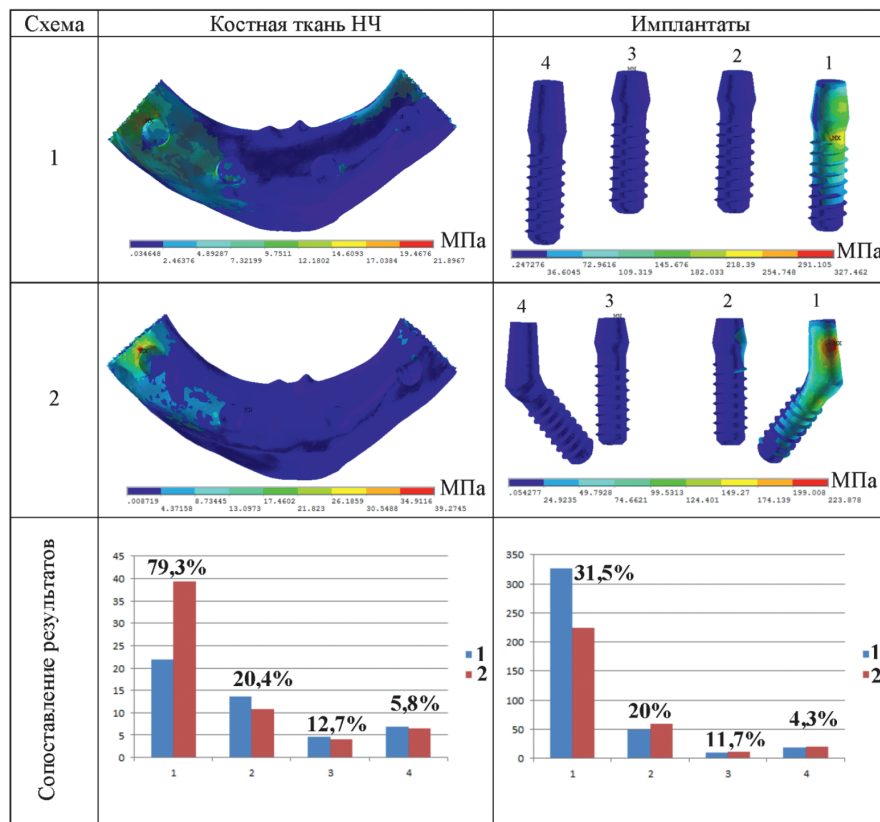 Схема
Костная ткань НЧ
Имплантаты
1
МПа
.034648 4.89287 9.7511 14.6093 19.4676
2.46376 7.32199 12.1802 17.0384 21.8967
4 3 2 1
МПа
.247276 72.9616 145.676 218.39 291.105
36.6045 109.319 182.033 254.748 327.462
2
МПа
.008719 8.73445 17.4602 26.1859 34.9116
4.37158 13.0973 21.823 30.5488 39.2745
4 3 2 1
МПа
.054277 49.7928 99.5313 149.27 199.008
24.9235 74.6621 124.401 174.139 223.878
Сопоставление результатов
45
40
35
30
25
20
15
10
5
0
79,3%
20,4%
12,7%
5,8%
1
2
1 2 3 4
350
300
250
200
150
100
50
0
31,5%
20%
11,7%
4,3%
1
2
1 2 3 4